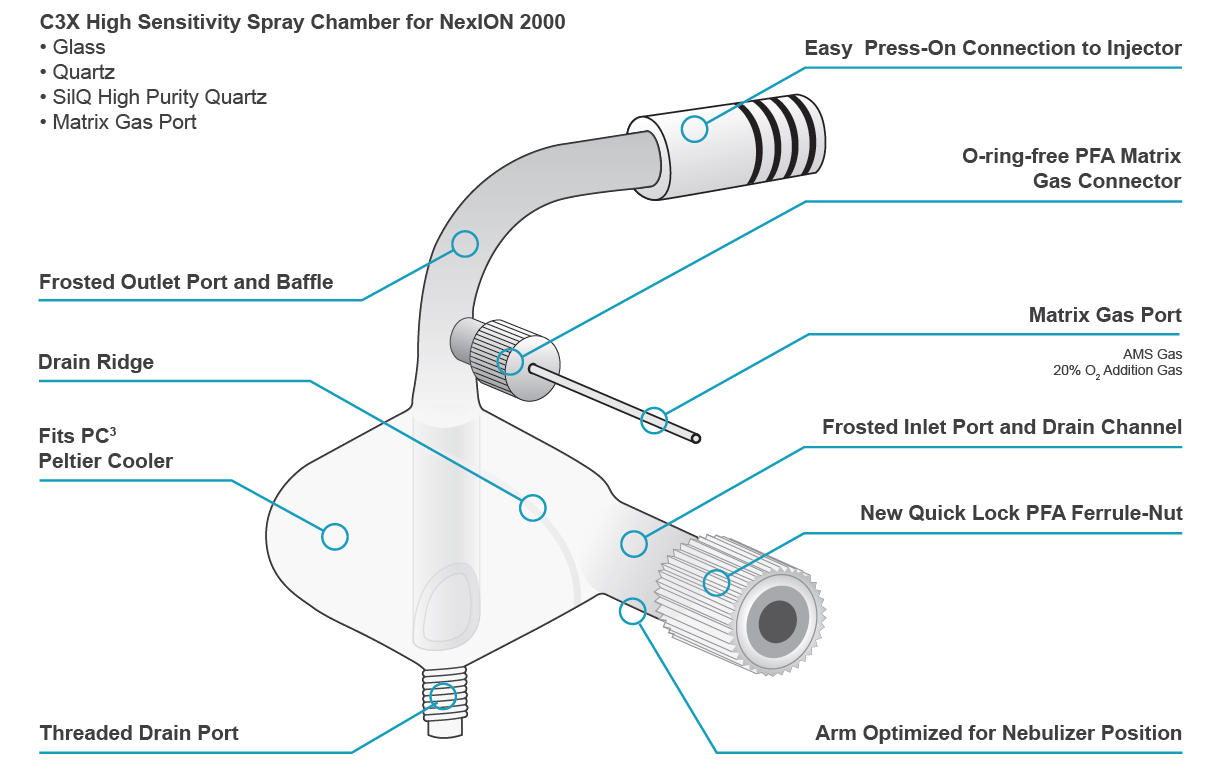 C3X High Sensitivity Spray Chamber for NexION 2000
• Glass
• Quartz
• SilQ High Purity Quartz
• Matrix Gas Port
Easy Press-On Connection to Injector
O-ring-free PFA Matrix
Gas Connector
Frosted Outlet Port and Baffle
Matrix Gas Port
AMS Gas
20% O₂ Addition Gas
Drain Ridge
Fits PC³
Peltier Cooler
Frosted Inlet Port and Drain Channel
New Quick Lock PFA Ferrule-Nut
Threaded Drain Port
Arm Optimized for Nebulizer Position